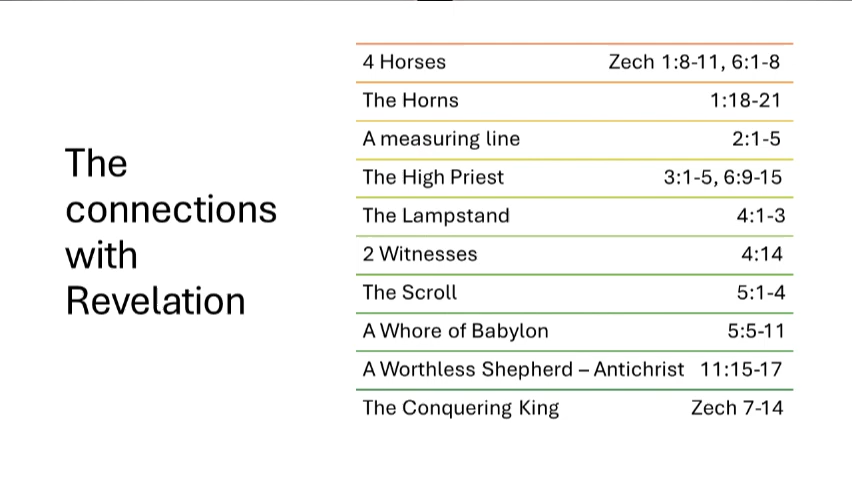 The
connections
with
Revelation
4 Horses Zech 1:8-11, 6:1-8
The Horns 1:18-21
A measuring line 2:1-5
The High Priest 3:1-5, 6:9-15
The Lampstand 4:1-3
2 Witnesses 4:14
The Scroll 5:1-4
A Whore of Babylon 5:5-11
A Worthless Shepherd – Antichrist 11:15-17
The Conquering King Zech 7-14